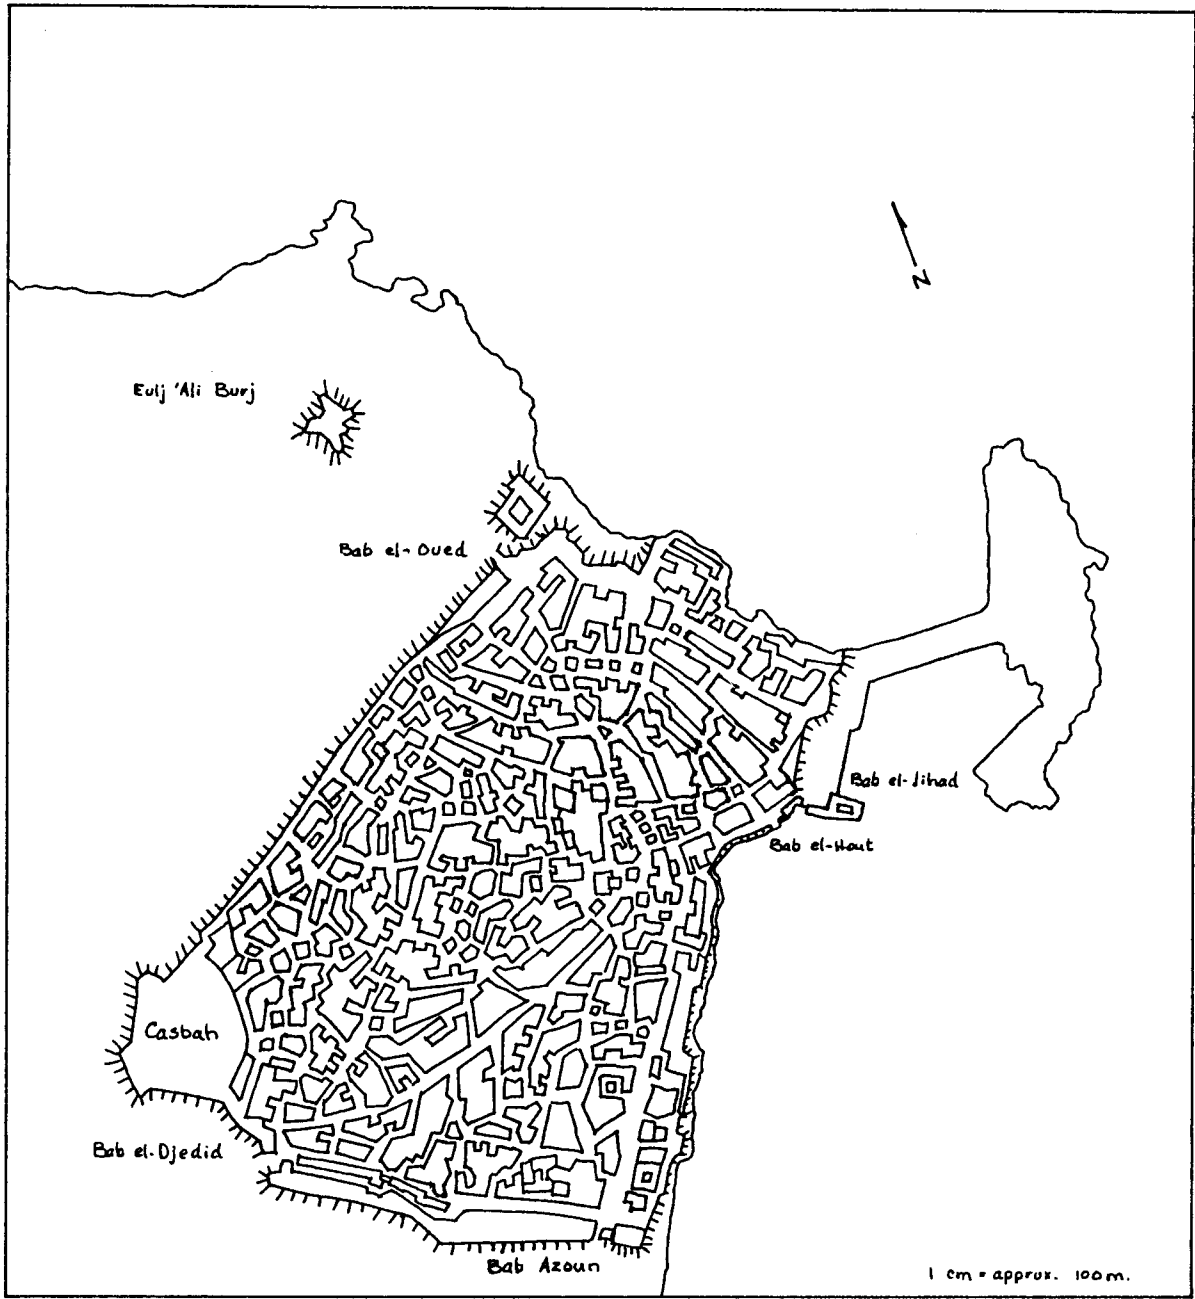 N
Eulj 'Ali Burj
Bab el-Oued
Bab el-Jihad
Bab el-Hout
Casbah
Bab el-Djedid
Bab Azoun
1 cm = approx. 100 m.